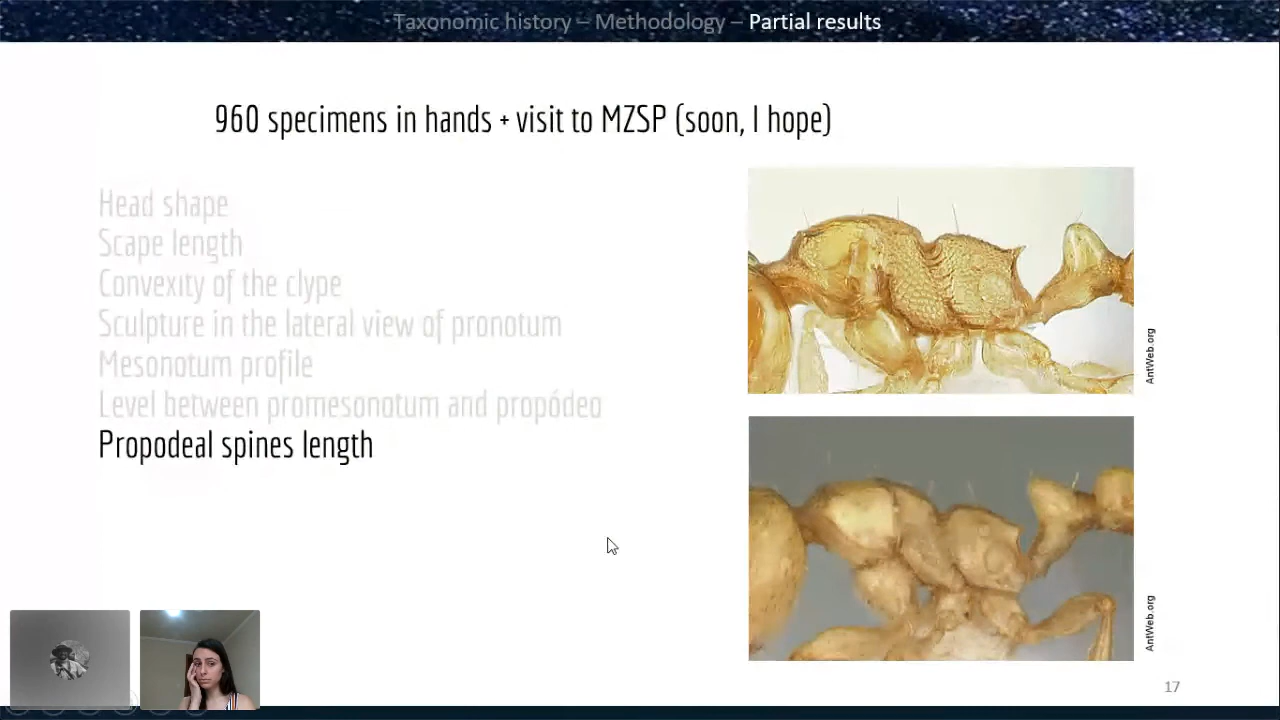 Taxonomic history – Methodology – Partial results
960 specimens in hands + visit to MZSP (soon, I hope)
Head shape
Scape length
Convexity of the clype
Sculpture in the lateral view of pronotum
Mesonotum profile
Level between promesonotum and propódeo
Propodeal spines length
AntWeb.org
AntWeb.org
17